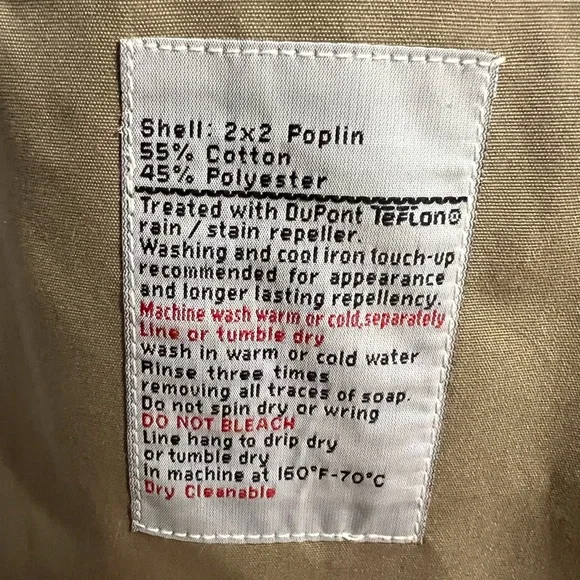 Shell: 2x2 Poplin
55% Cotton
45% Polyester
Treated with DuPont Teflon®
rain / stain repeller.
Washing and cool iron touch-up
recommended for appearance
and longer lasting repellency.
Machine wash warm or cold,separately
Line or tumble dry
Wash in warm or cold water
Rinse three times
removing all traces of soap.
Do not spin dry or wring
DO NOT BLEACH
Line hang to drip dry
or tumble dry
in machine at 160°F-70°C
Dry Cleanable